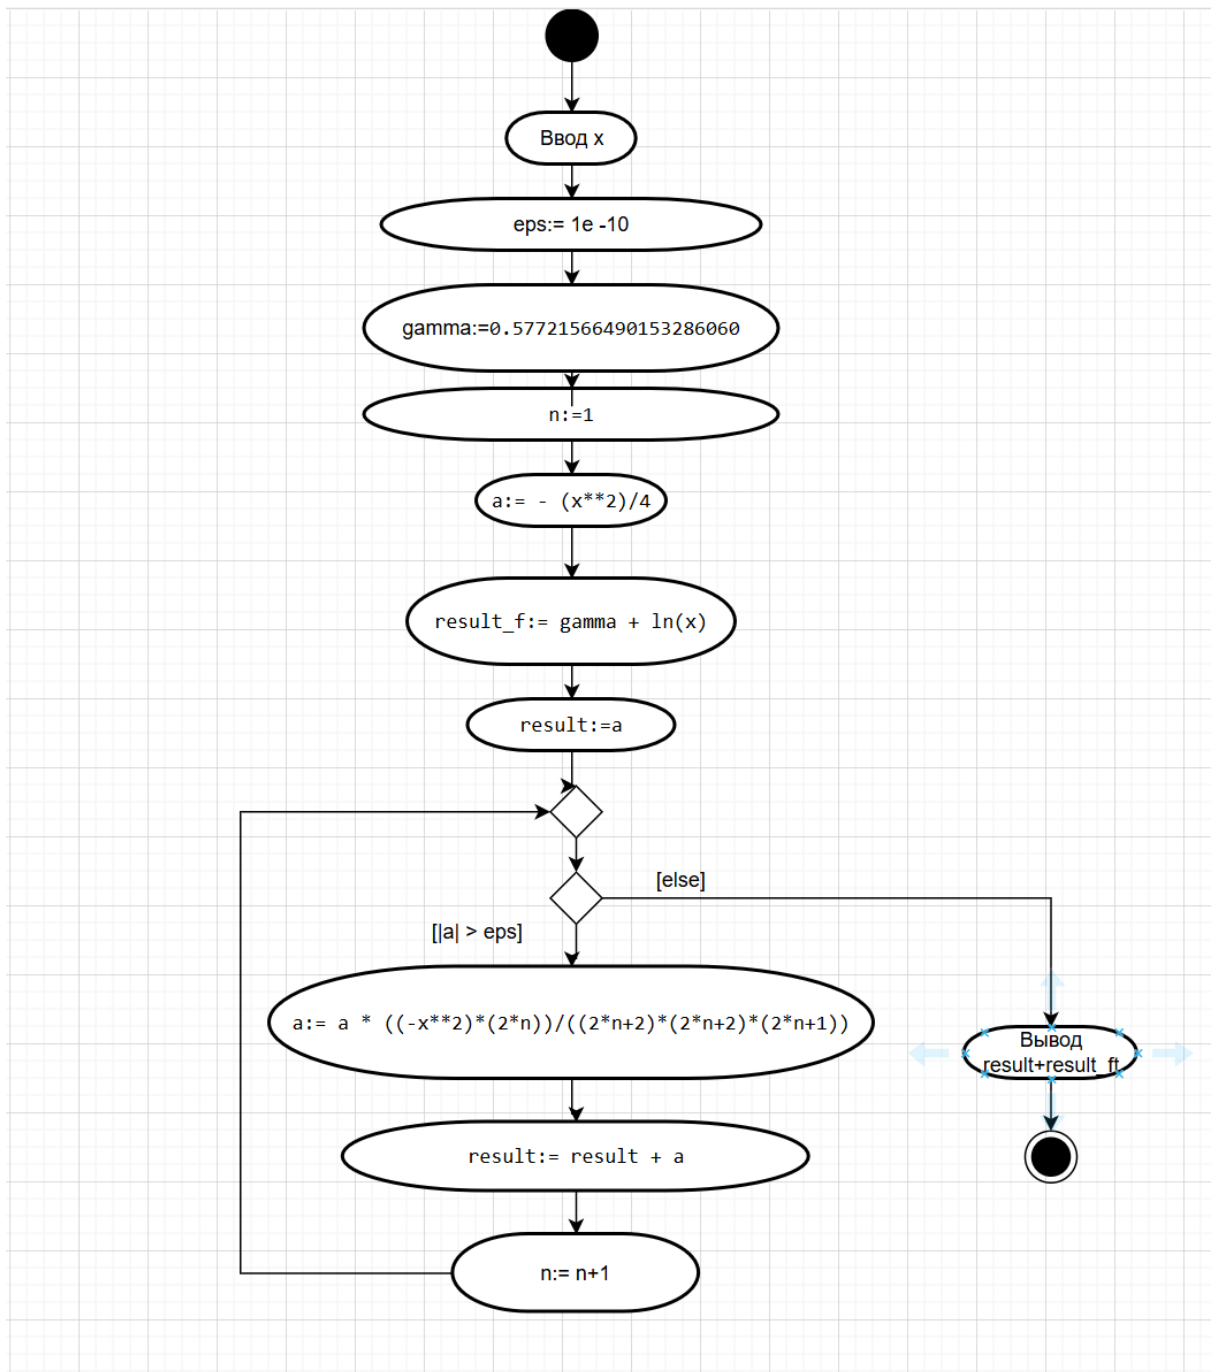 Ввод x
eps:= 1e -10
gamma:=0.57721566490153286060
n:=1
a:= - (x**2)/4
result_f:= gamma + ln(x)
result:=a
[else]
[|a| > eps]
a:= a * ((-x**2)*(2*n))/((2*n+2)*(2*n+2)*(2*n+1))
Вывод
result+result_ft
result:= result + a
n:= n+1